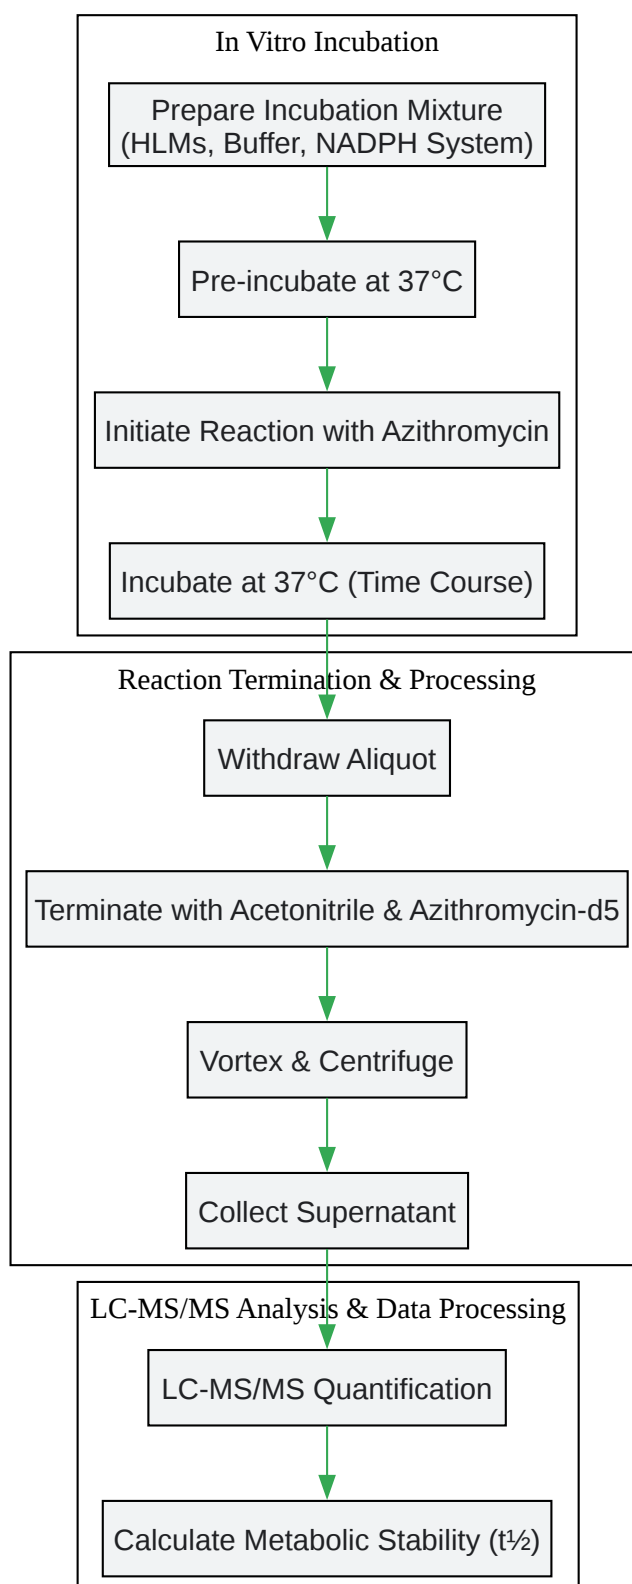 In Vitro Incubation
Prepare Incubation Mixture
(HLMs, Buffer, NADPH System)
Pre-incubate at 37°C
Initiate Reaction with Azithromycin
Incubate at 37°C (Time Course)
Reaction Termination & Processing
Withdraw Aliquot
Terminate with Acetonitrile & Azithromycin-d5
Vortex & Centrifuge
Collect Supernatant
LC-MS/MS Analysis & Data Processing
LC-MS/MS Quantification
Calculate Metabolic Stability (t½)